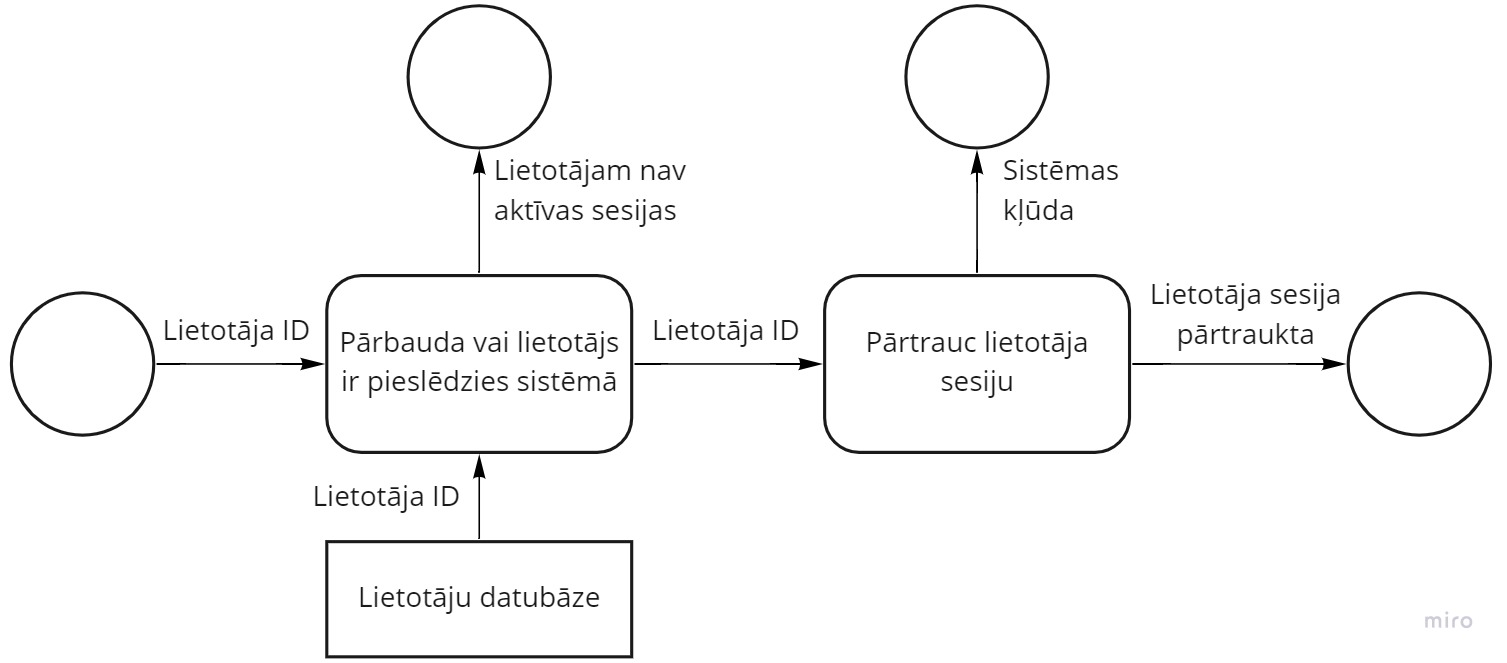 Lietotājam nav
aktīvas sesijas
Sistēmas
kļūda
Lietotāja ID
Pārbauda vai lietotājs
ir pieslēdzies sistēmā
Lietotāja ID
Pārtrauc lietotāja
sesiju
Lietotāja sesija
pārtraukta
Lietotāja ID
Lietotāju datubāze
miro